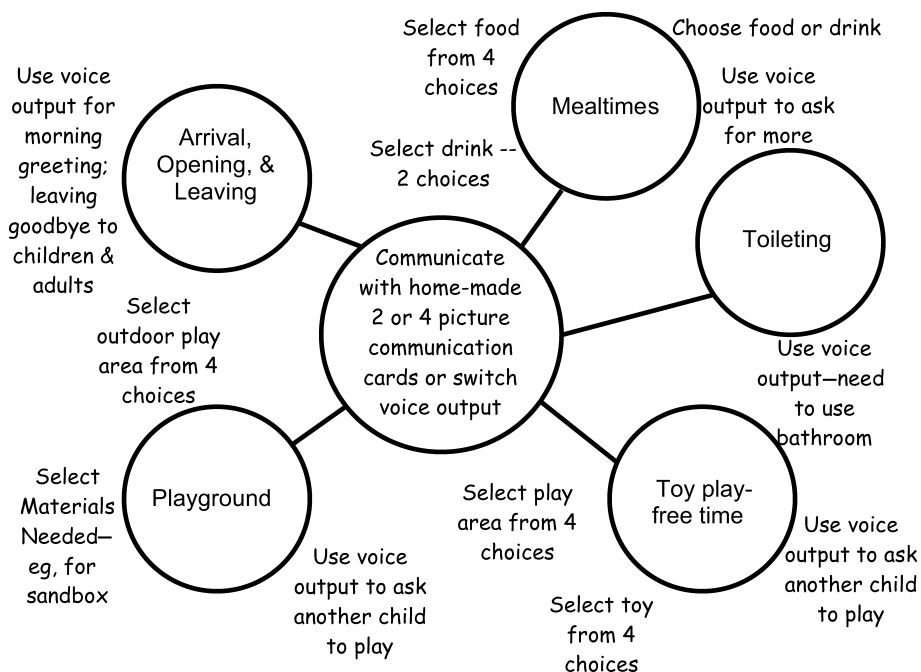 Select food
from 4
choices
Choose food or drink
Use voice
output to ask
for more
Mealtimes
Select drink --
2 choices
Use voice
output for
morning
greeting;
leaving
goodbye to
children &
adults
Arrival,
Opening, &
Leaving
Toileting
Use voice
output—need
to use
bathroom
Communicate
with home-made
2 or 4 picture
communication
cards or switch
voice output
Select
outdoor play
area from 4
choices
Playground
Select
Materials
Needed—
eg, for
sandbox
Use voice
output to ask
another child
to play
Toy play-
free time
Select play
area from 4
choices
Select toy
from 4
choices
Use voice
output to ask
another child
to play